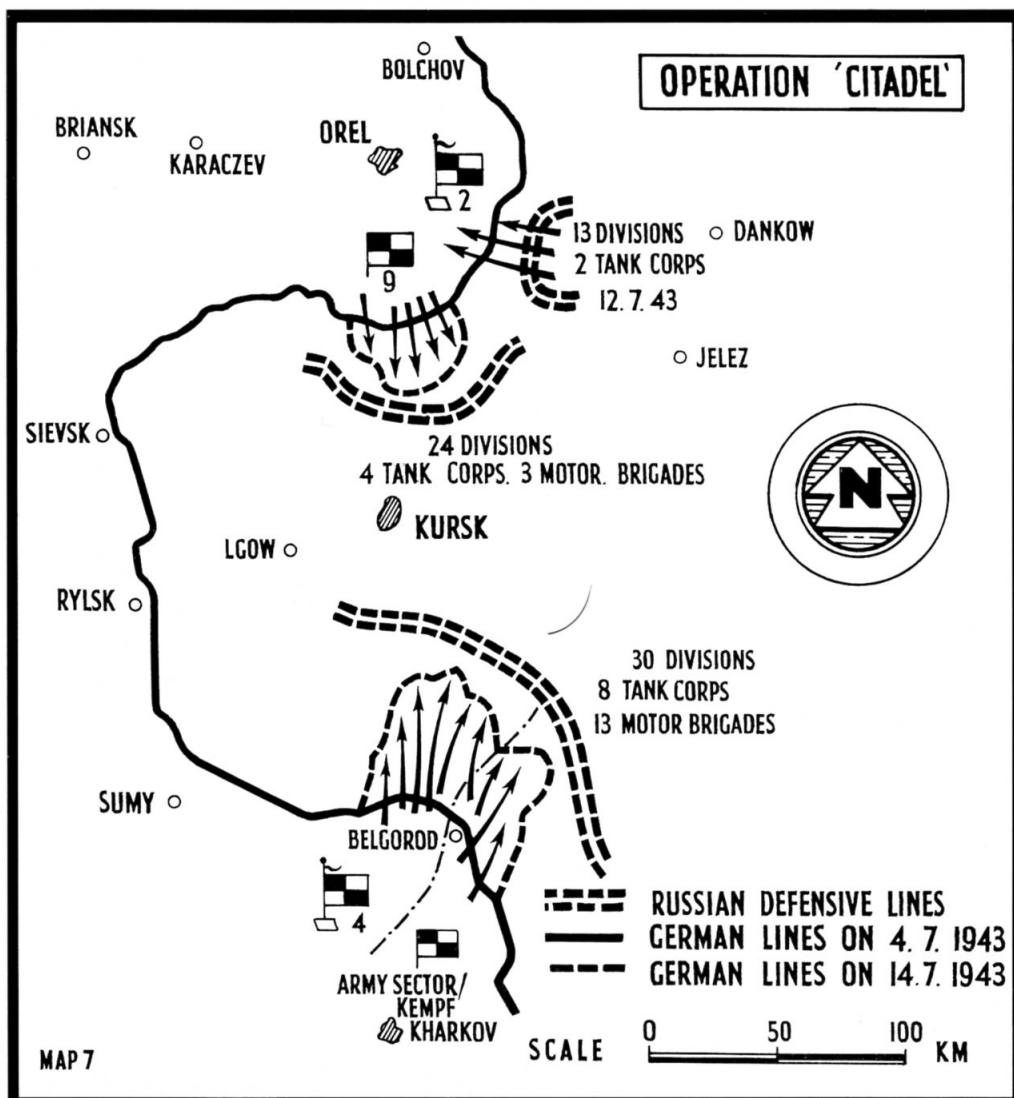 BOLCHOV
OPERATION 'CITADEL'
BRIANSK
KARACZEV
OREL
2
9
13 DIVISIONS
2 TANK CORPS
12. 7. 43
DANKOW
JELEZ
SIEVSK
24 DIVISIONS
4 TANK CORPS. 3 MOTOR. BRIGADES
KURSK
N
LGOW
RYLSK
30 DIVISIONS
8 TANK CORPS
13 MOTOR BRIGADES
SUMY
BELGOROD
4
ARMY SECTOR/
KEMPF
KHARKOV
RUSSIAN DEFENSIVE LINES
GERMAN LINES ON 4. 7. 1943
GERMAN LINES ON 14. 7. 1943
SCALE
0 50 100 KM
MAP 7